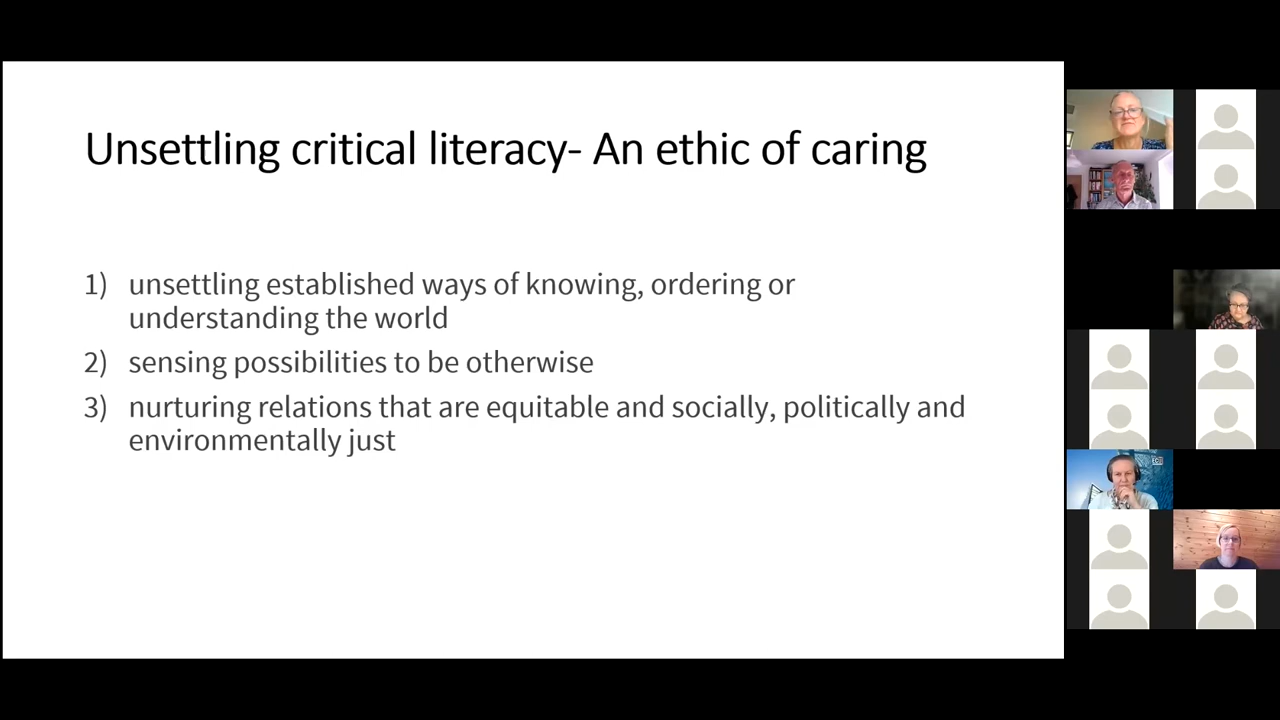 Unsettling critical literacy- An ethic of caring
1) unsettling established ways of knowing, ordering or
understanding the world
2) sensing possibilities to be otherwise
3) nurturing relations that are equitable and socially, politically and
environmentally just